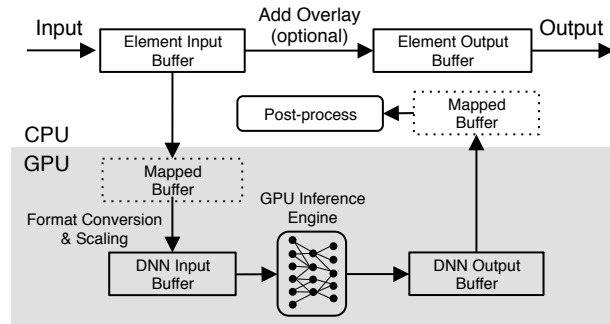 Input
Element Input
Buffer
Add Overlay
(optional)
Element Output
Buffer
Output
Post-process
Mapped
Buffer
CPU
GPU
Mapped
Buffer
Format Conversion
& Scaling
GPU Inference
Engine
DNN Input
Buffer
DNN Output
Buffer